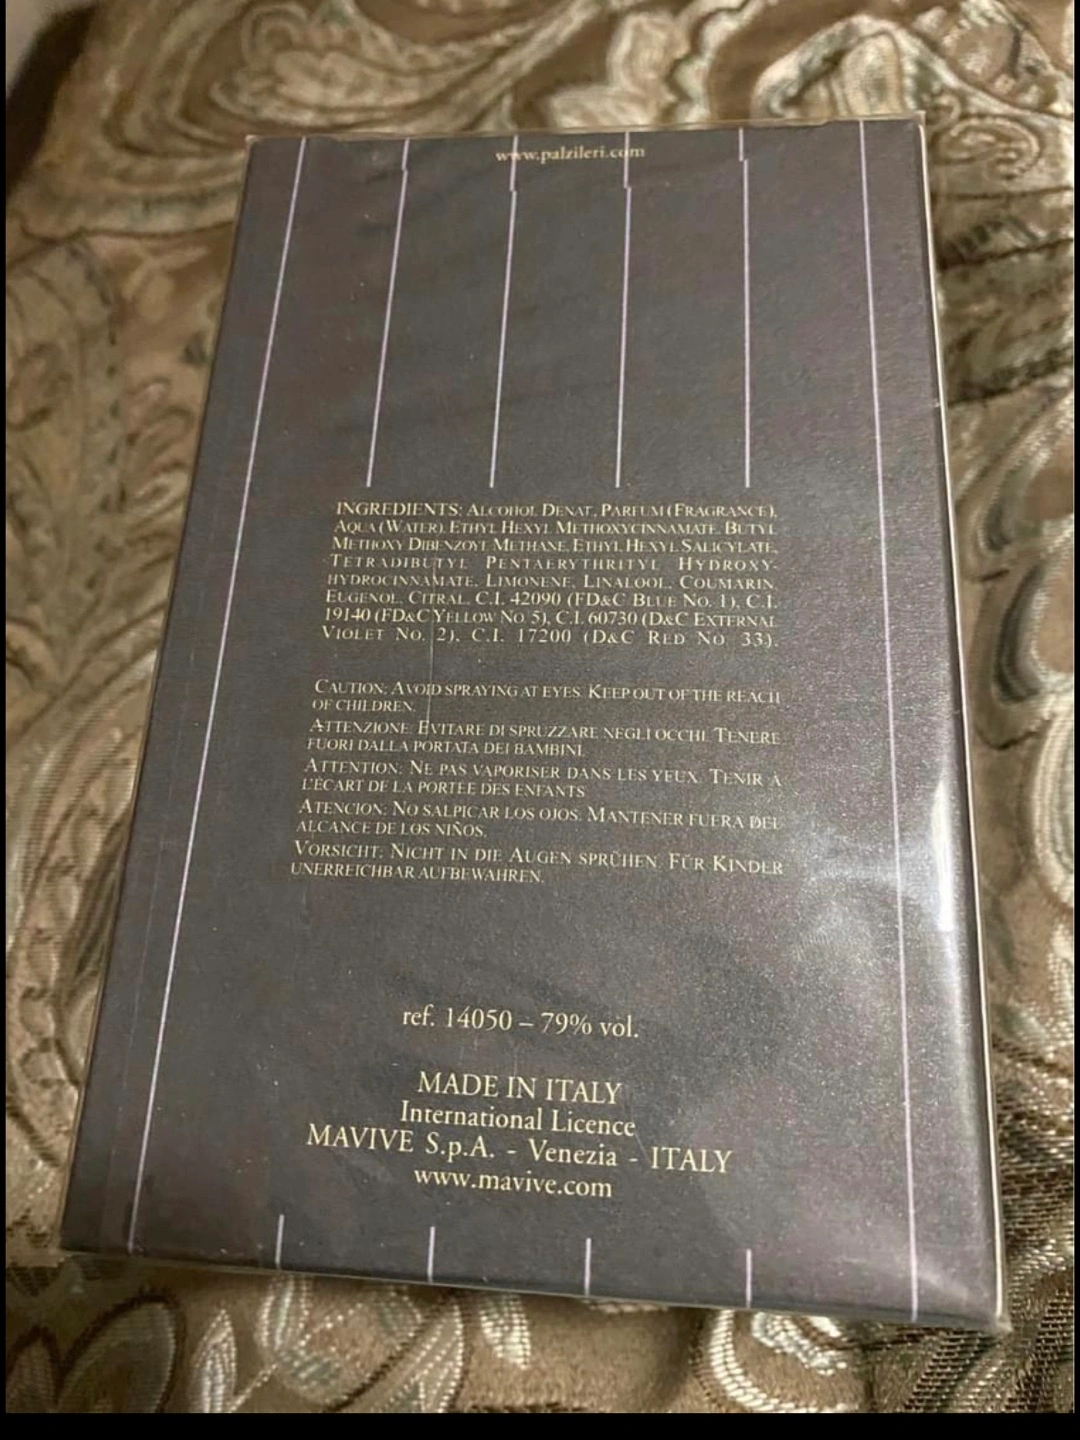 www.palzileri.com
INGREDIENTS: ALCOHOL DENAT, PARFUM (FRAGRANCE),
AQUA (WATER), ETHYL HEXYL METHOXYCINNAMATE, BUTYL
METHOXY DIBENZOYL METHANE, ETHYL HEXYL SALICYLATE,
TETRADIBUTYL PENTAERYTHRITYL HYDROXY-
HYDROCINNAMATE, LIMONENE, LINALOOL, COUMARIN,
EUGENOL, CITRAL, C.I. 42090 (FD&C BLUE NO. 1), C.I.
19140 (FD&C YELLOW NO. 5), C.I. 60730 (D&C EXTERNAL
VIOLET NO. 2), C.I. 17200 (D&C RED NO. 33).
CAUTION: AVOID SPRAYING AT EYES. KEEP OUT OF THE REACH
OF CHILDREN.
ATTENZIONE: EVITARE DI SPRUZZARE NEGLI OCCHI. TENERE
FUORI DALLA PORTATA DEI BAMBINI.
ATTENTION: NE PAS VAPORISER DANS LES YEUX. TENIR À
L'ÉCART DE LA PORTÉE DES ENFANTS
ATENCION: NO SALPICAR LOS OJOS. MANTENER FUERA DEL
ALCANCE DE LOS NIÑOS.
VORSICHT: NICHT IN DIE AUGEN SPRÜHEN. FÜR KINDER
UNERREICHBAR AUFBEWAHREN.
ref. 14050 – 79% vol.
MADE IN ITALY
International Licence
MAVIVE S.p.A. - Venezia - ITALY
www.mavive.com